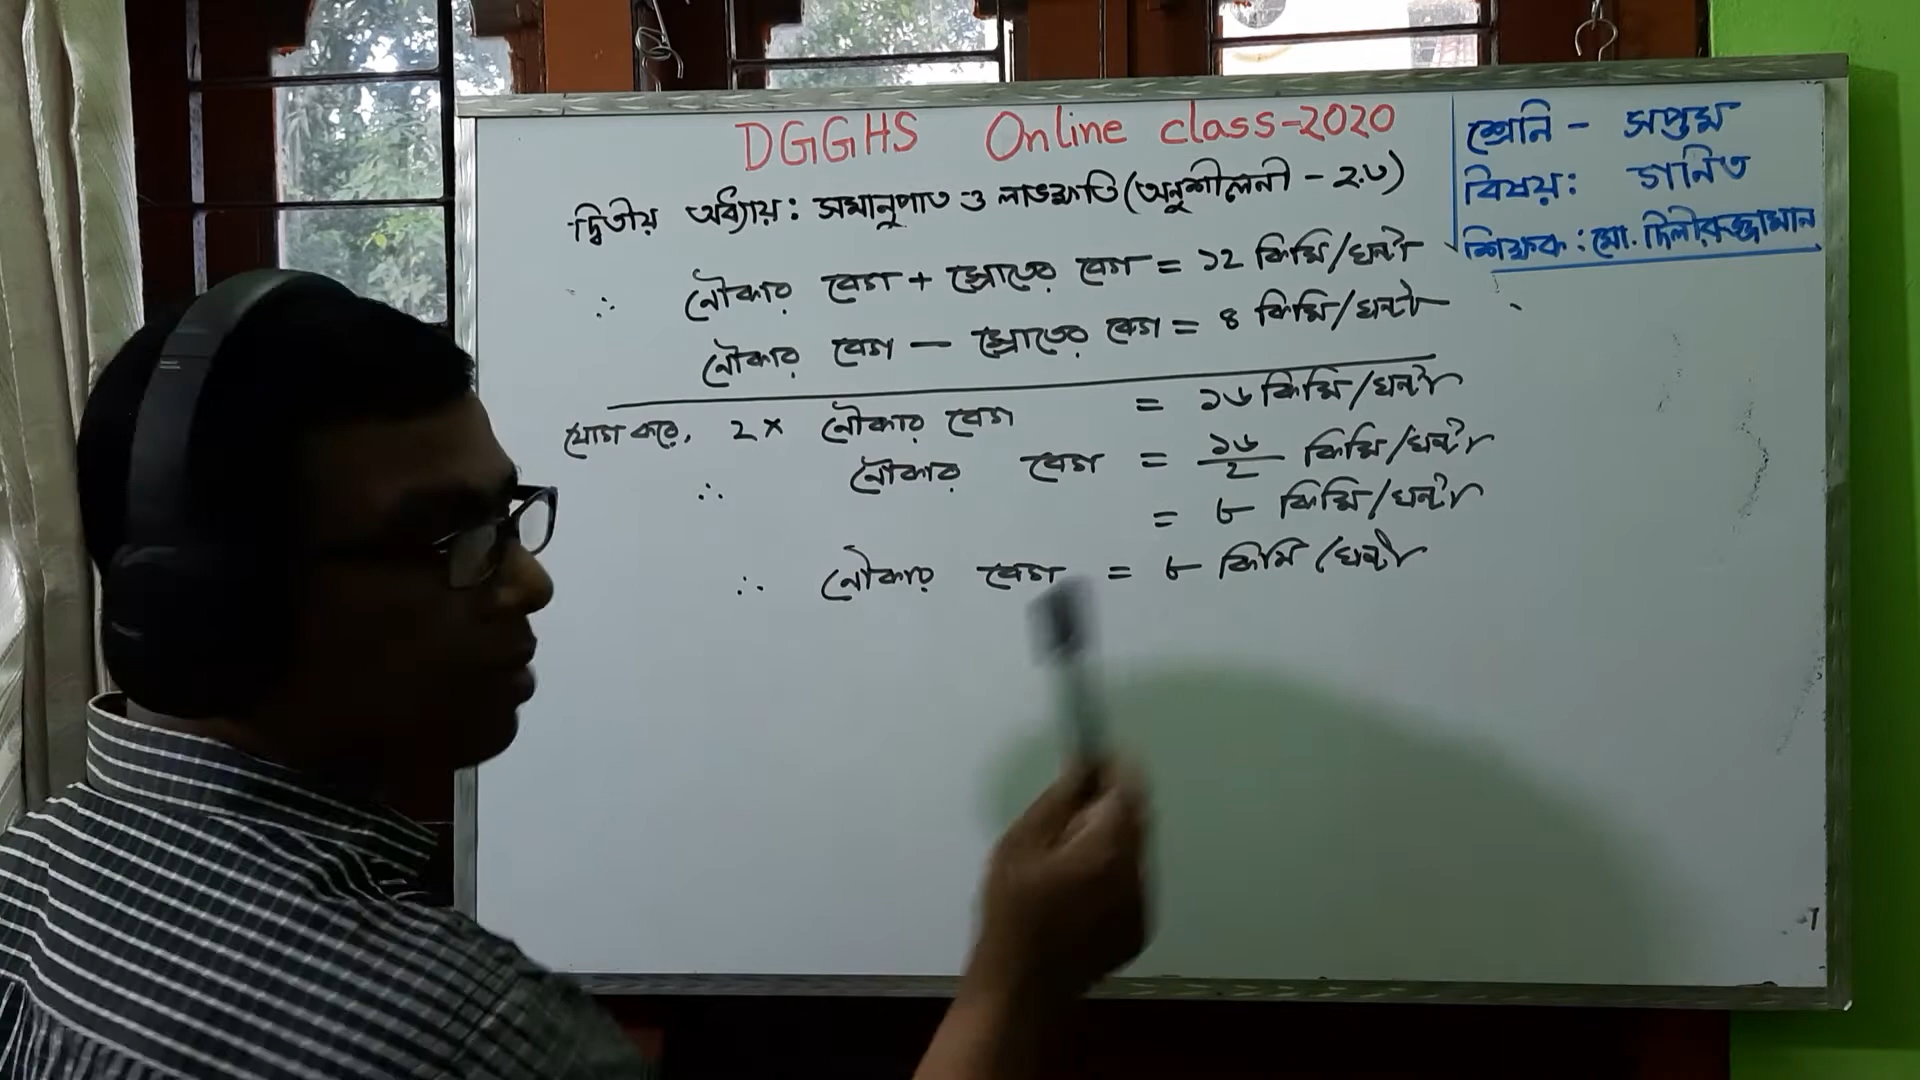 DGGHS Online class-2020
শ্রেনি - সপ্তম
বিষয়: গনিত
শিক্ষক: মো. দিলীরুজ্জামান
দ্বিতীয় অধ্যায়: সমানুপাত ও লাভক্ষতি (অনুশীলনী - ২.৩)
∴ নৌকার বেগ + স্রোতের বেগ = ১২ কিমি/ঘন্টা
নৌকার বেগ — স্রোতের বেগ = ৪ কিমি/ঘন্টা
যোগ করে, ২ × নৌকার বেগ = ১৬ কিমি/ঘন্টা
∴ নৌকার বেগ = ১৬/২ কিমি/ঘন্টা
= ৮ কিমি/ঘন্টা
∴ নৌকার বেগ = ৮ কিমি/ঘন্টা